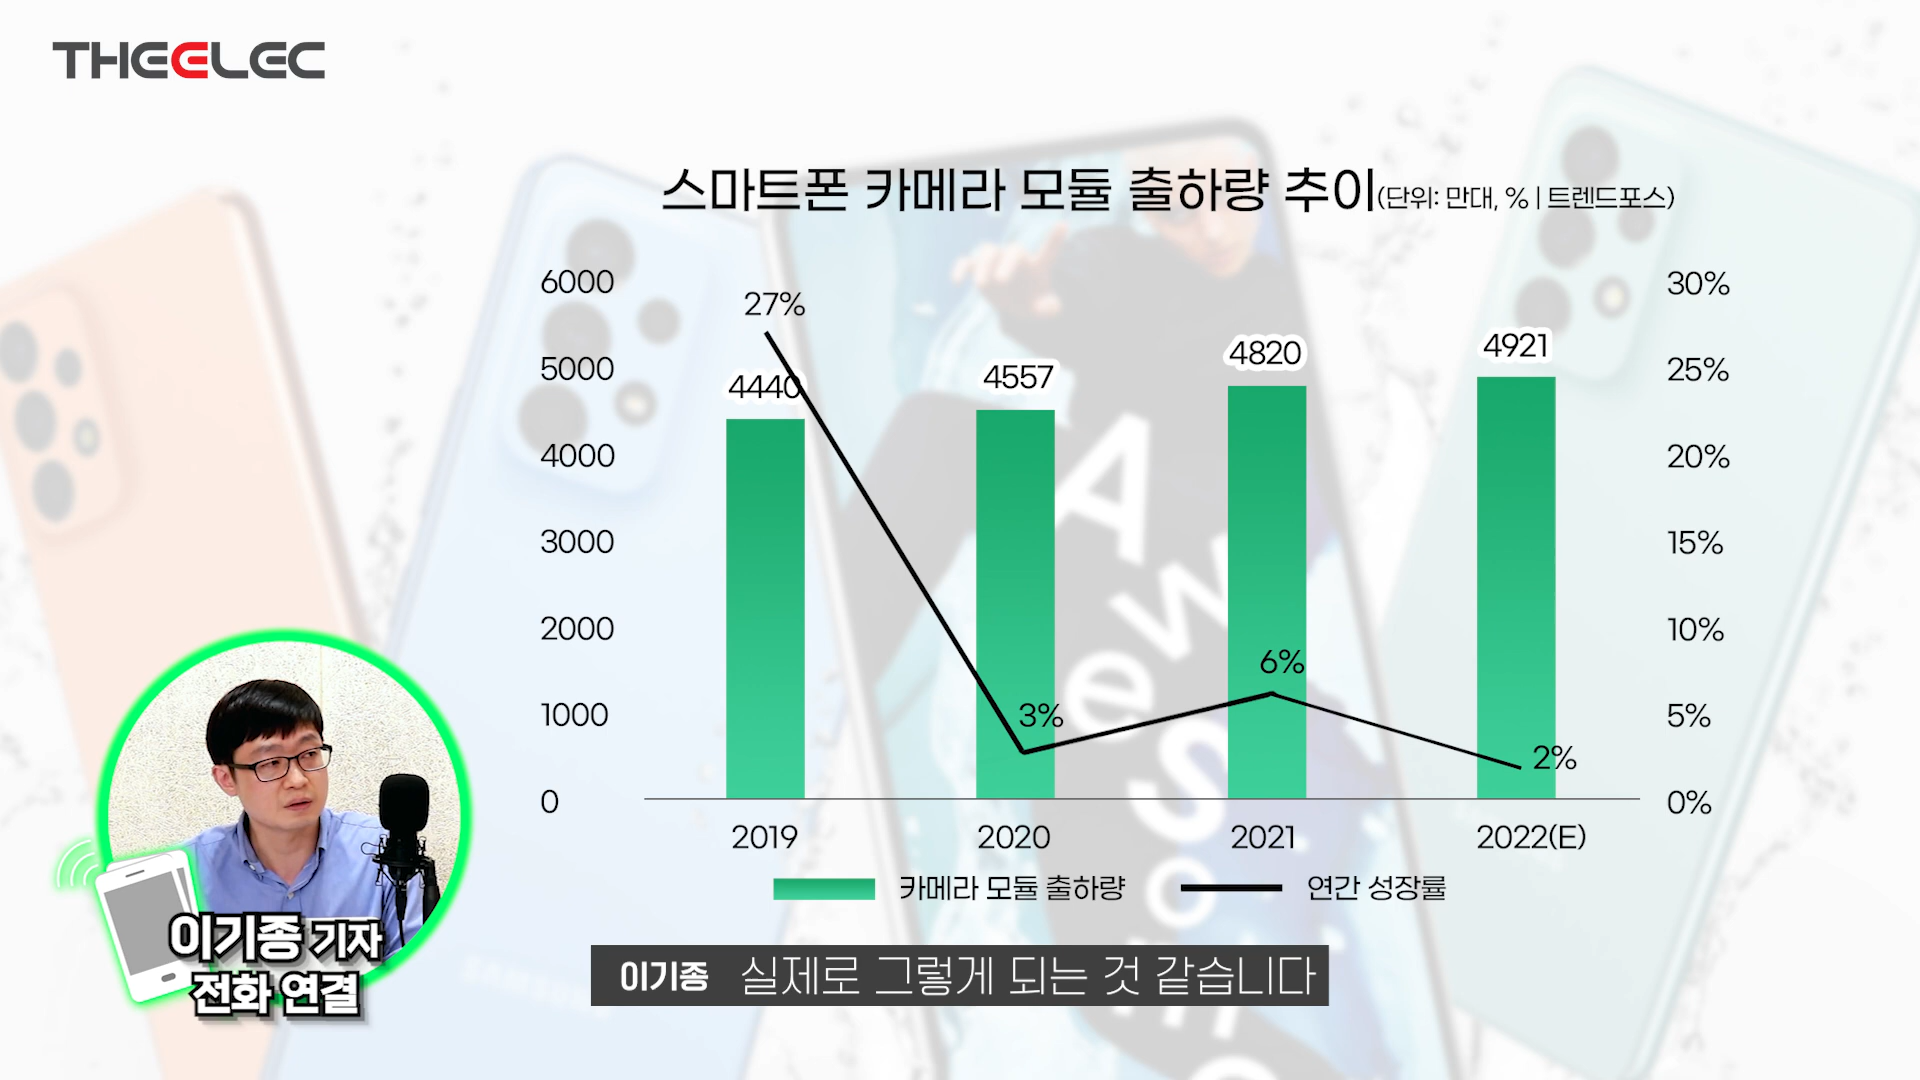 THEELEC
스마트폰 카메라 모듈 출하량 추이(단위: 만대, % | 트렌드포스)
6000
5000
4000
3000
2000
1000
0
30%
25%
20%
15%
10%
5%
0%
27%
3%
6%
2%
4440
4557
4820
4921
2019
2020
2021
2022(E)
카메라 모듈 출하량
연간 성장률
Awesome
이기종 기자
전화 연결
이기종 실제로 그렇게 되는 것 같습니다